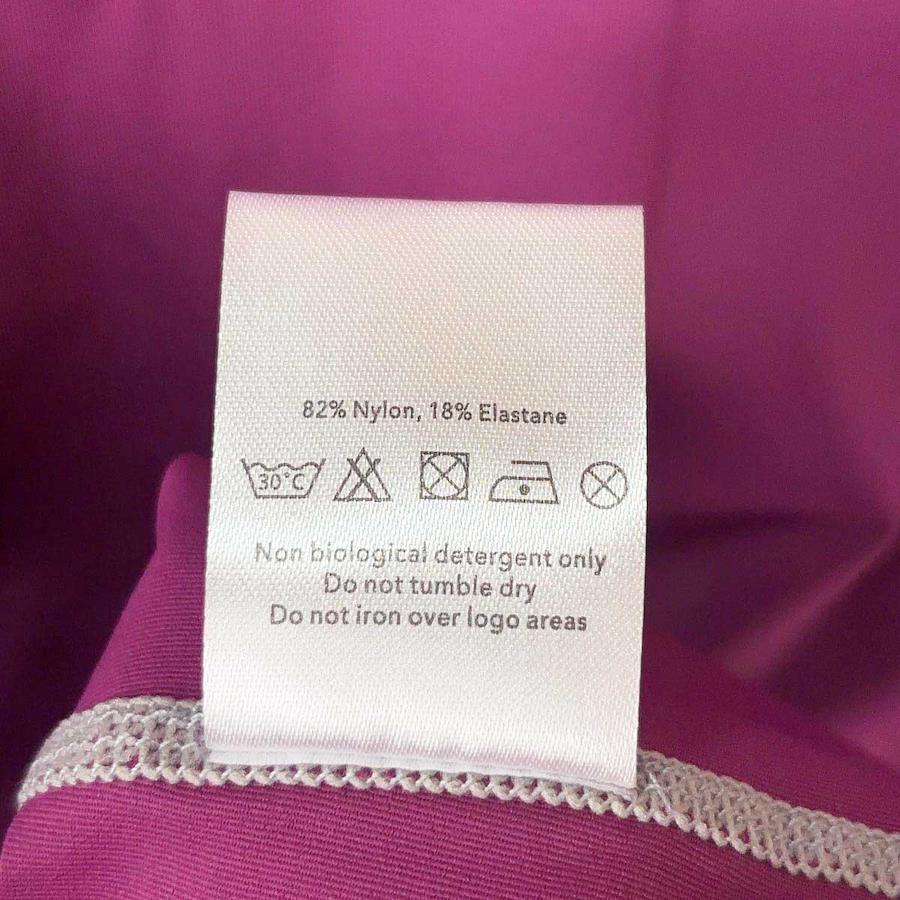 82% Nylon, 18% Elastane
30°C
Non biological detergent only
Do not tumble dry
Do not iron over logo areas